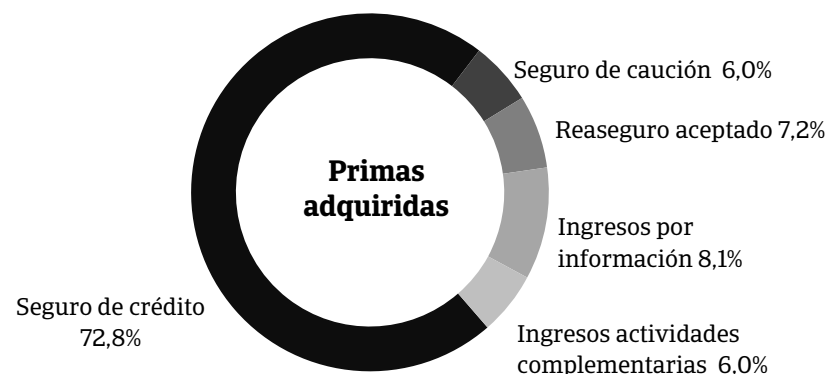 Seguro de caución 6,0%
Reaseguro aceptado 7,2%
Primas
adquiridas
Ingresos por
información 8,1%
Seguro de crédito
72,8%
Ingresos actividades
complementarias 6,0%